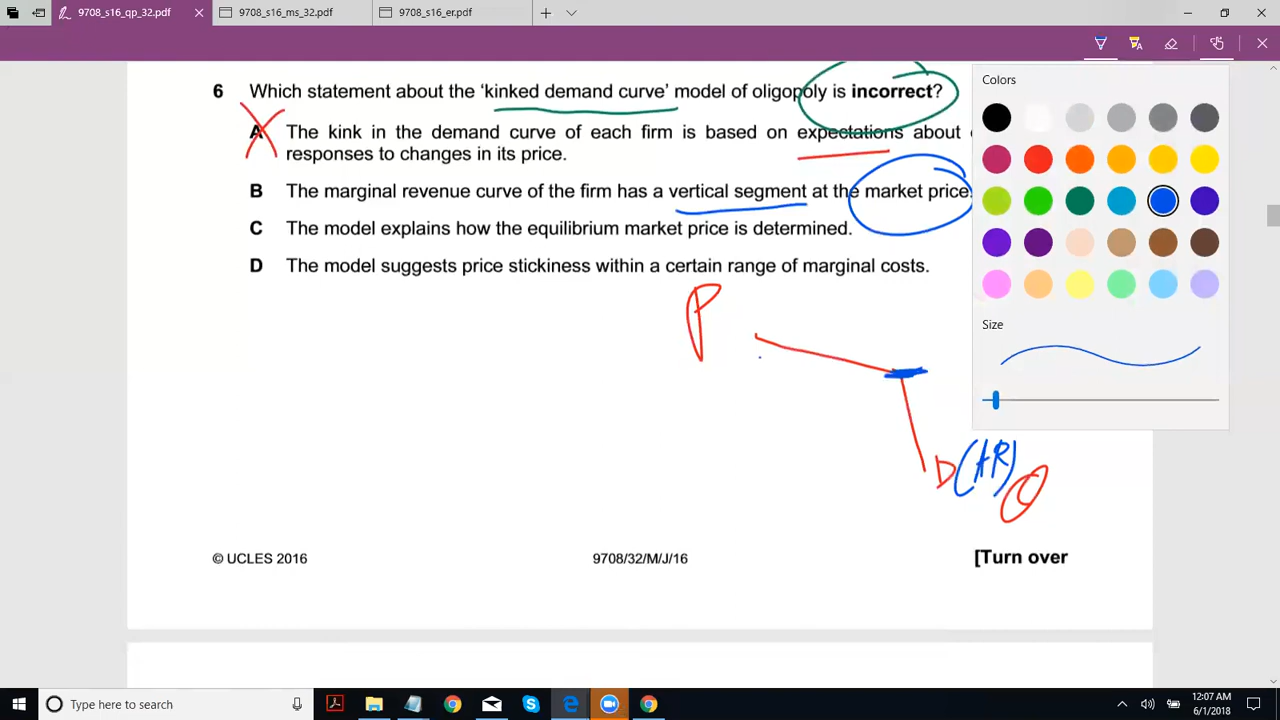 9708_s16_qp_32.pdf
9708_s16_ms_32.pdf
9708_s16_er.pdf
6 Which statement about the ‘kinked demand curve’ model of oligopoly is incorrect?
A The kink in the demand curve of each firm is based on expectations about
responses to changes in its price.
B The marginal revenue curve of the firm has a vertical segment at the market price.
C The model explains how the equilibrium market price is determined.
D The model suggests price stickiness within a certain range of marginal costs.
Colors
Size
P
D (AR)
Q
© UCLES 2016
9708/32/M/J/16
[Turn over
Type here to search
12:07 AM
6/1/2018